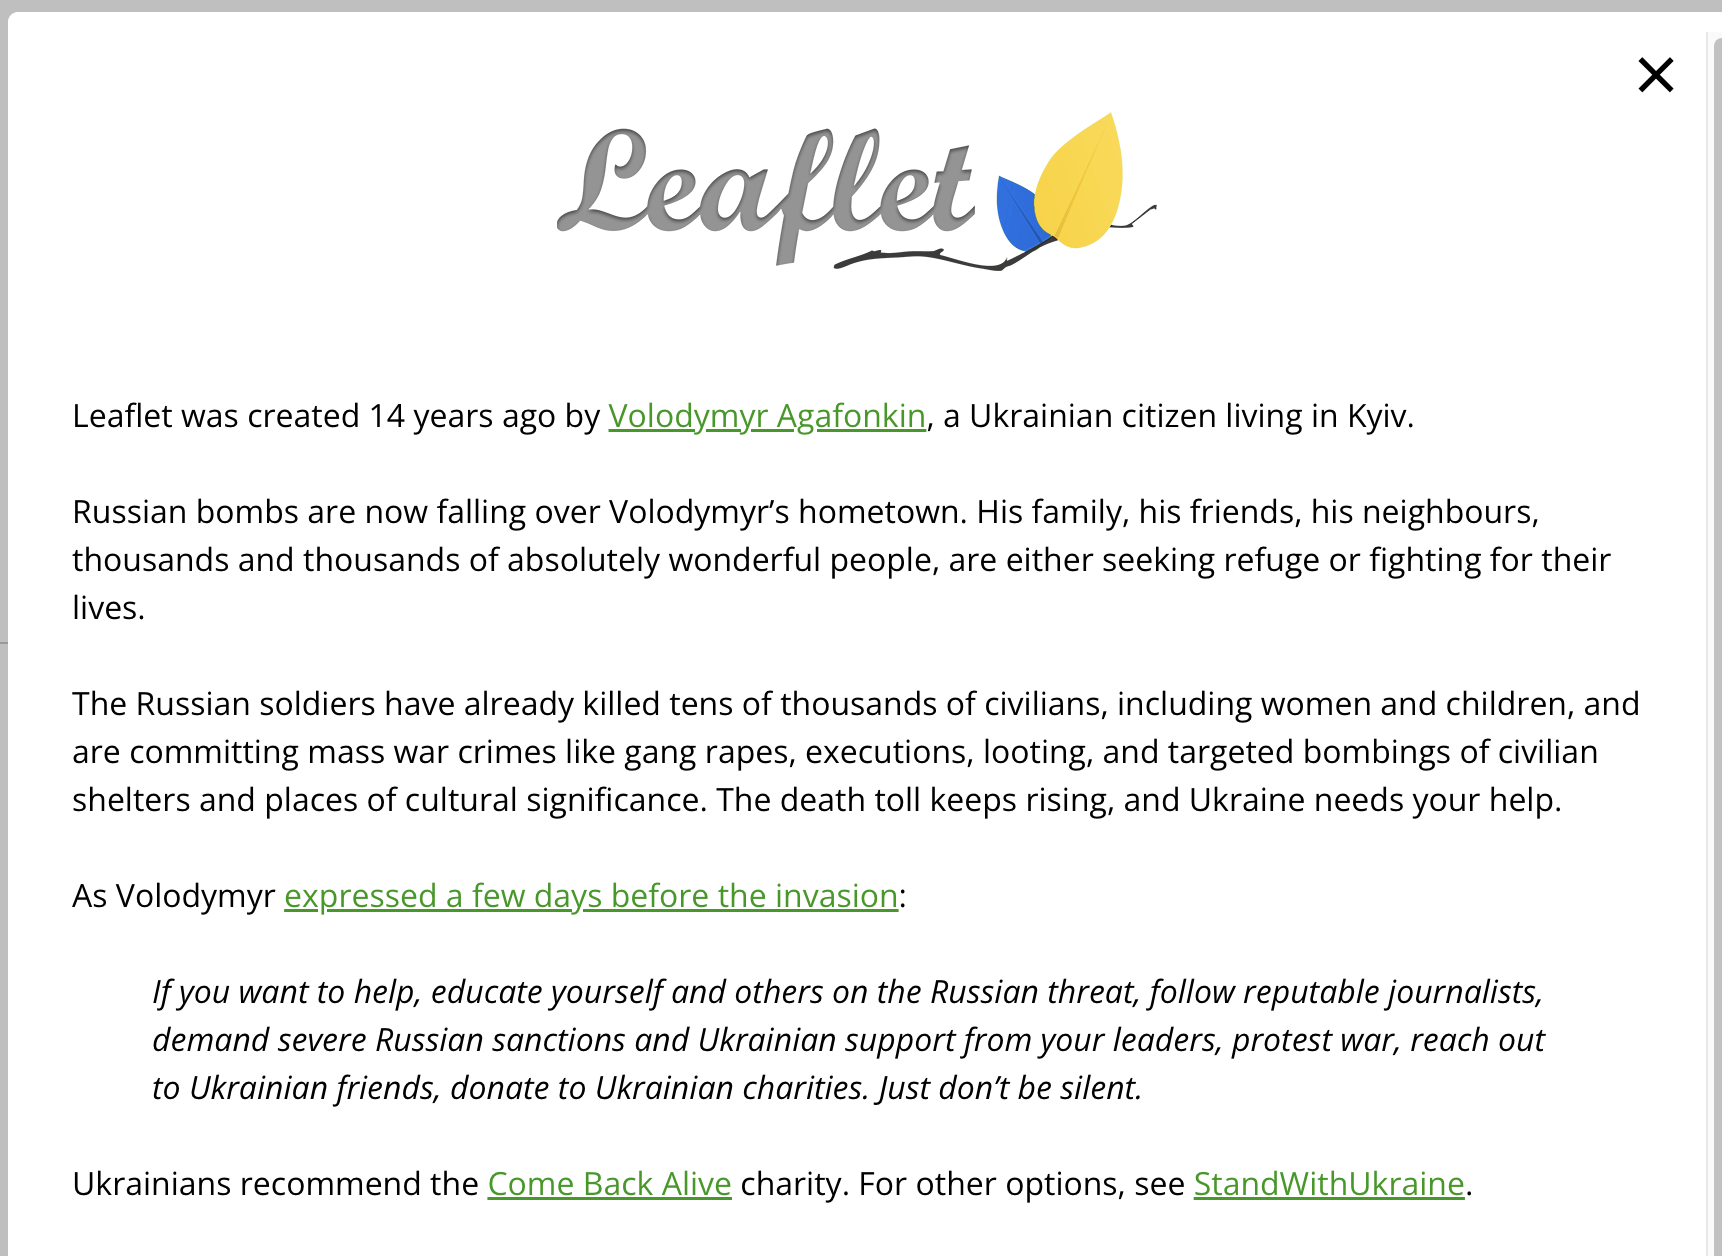 Leaflet
Leaflet was created 14 years ago by Volodymyr Agafonkin, a Ukrainian citizen living in Kyiv.
Russian bombs are now falling over Volodymyr’s hometown. His family, his friends, his neighbours,
thousands and thousands of absolutely wonderful people, are either seeking refuge or fighting for their
lives.
The Russian soldiers have already killed tens of thousands of civilians, including women and children, and
are committing mass war crimes like gang rapes, executions, looting, and targeted bombings of civilian
shelters and places of cultural significance. The death toll keeps rising, and Ukraine needs your help.
As Volodymyr expressed a few days before the invasion:
If you want to help, educate yourself and others on the Russian threat, follow reputable journalists,
demand severe Russian sanctions and Ukrainian support from your leaders, protest war, reach out
to Ukrainian friends, donate to Ukrainian charities. Just don’t be silent.
Ukrainians recommend the Come Back Alive charity. For other options, see StandWithUkraine.